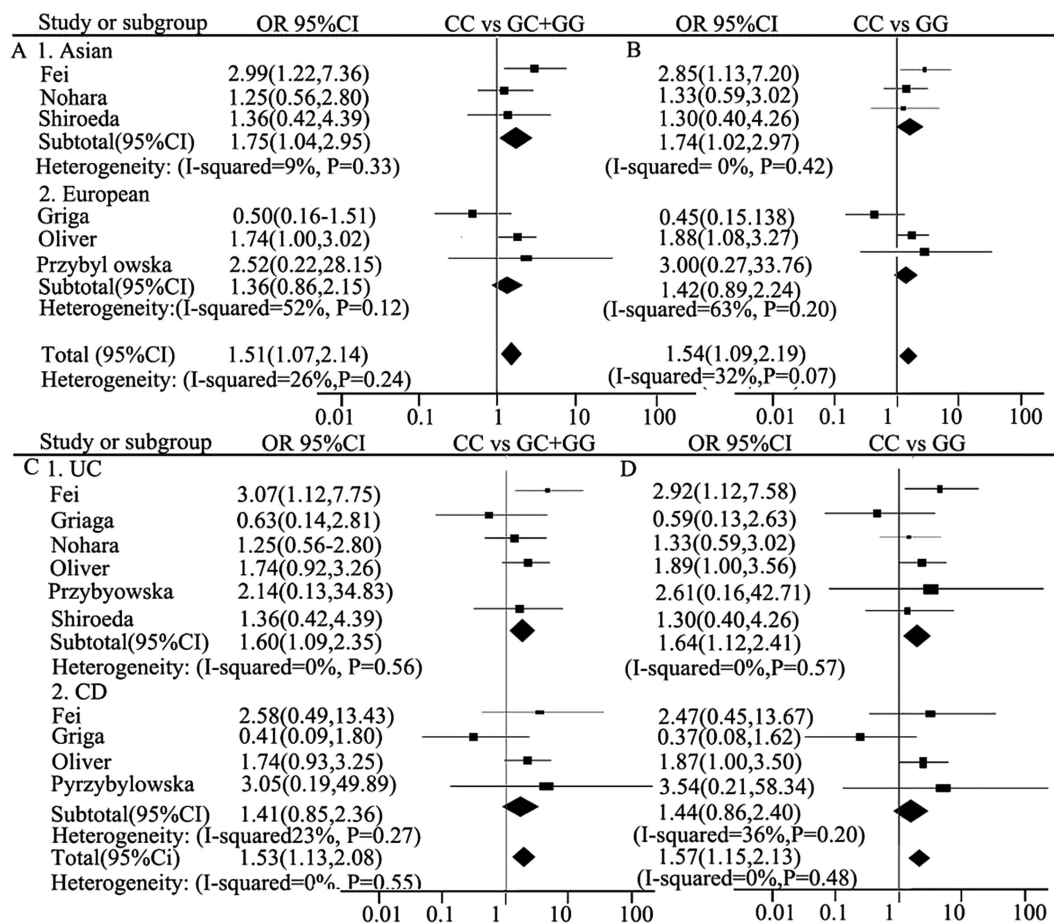 Study or subgroup OR 95%CI CC vs GC+GG OR 95%CI CC vs GG
A 1. Asian B
Fei 2.99(1.22,7.36) 2.85(1.13,7.20)
Nohara 1.25(0.56,2.80) 1.33(0.59,3.02)
Shiroeda 1.36(0.42,4.39) 1.30(0.40,4.26)
Subtotal(95%CI) 1.75(1.04,2.95) 1.74(1.02,2.97)
Heterogeneity: (I-squared=9%, P=0.33) (I-squared= 0%, P=0.42)
2. European
Griga 0.50(0.16-1.51) 0.45(0.15.138)
Oliver 1.74(1.00,3.02) 1.88(1.08,3.27)
Przybyl owska 2.52(0.22,28.15) 3.00(0.27,33.76)
Subtotal(95%CI) 1.36(0.86,2.15) 1.42(0.89,2.24)
Heterogeneity:(I-squared=52%, P=0.12) (I-squared=63%, P=0.20)
Total (95%CI) 1.51(1.07,2.14) 1.54(1.09,2.19)
Heterogeneity: (I-squared=26%,P=0.24) (I-squared=32%,P=0.07)
0.01 0.1 1 10 100 0.01 0.1 1 10 100
Study or subgroup OR 95%CI CC vs GC+GG OR 95%CI CC vs GG
C 1. UC D
Fei 3.07(1.12,7.75) 2.92(1.12,7.58)
Griaga 0.63(0.14,2.81) 0.59(0.13,2.63)
Nohara 1.25(0.56-2.80) 1.33(0.59,3.02)
Oliver 1.74(0.92,3.26) 1.89(1.00,3.56)
Przybyowska 2.14(0.13,34.83) 2.61(0.16,42.71)
Shiroeda 1.36(0.42,4.39) 1.30(0.40,4.26)
Subtotal(95%CI) 1.60(1.09,2.35) 1.64(1.12,2.41)
Heterogeneity: (I-squared=0%, P=0.56) (I-squared=0%, P=0.57)
2. CD
Fei 2.58(0.49,13.43) 2.47(0.45,13.67)
Griga 0.41(0.09,1.80) 0.37(0.08,1.62)
Oliver 1.74(0.93,3.25) 1.87(1.00,3.50)
Pyrzybylowska 3.05(0.19,49.89) 3.54(0.21,58.34)
Subtotal(95%CI) 1.41(0.85,2.36) 1.44(0.86,2.40)
Heterogeneity: (I-squared23%, P=0.27) (I-squared=36%,P=0.20)
Total(95%Ci) 1.53(1.13,2.08) 1.57(1.15,2.13)
Heterogeneity: (I-squared=0%, P=0.55) (I-squared=0%,P=0.48)
0.01 0.1 1 10 100 0.01 0.1 1 10 100